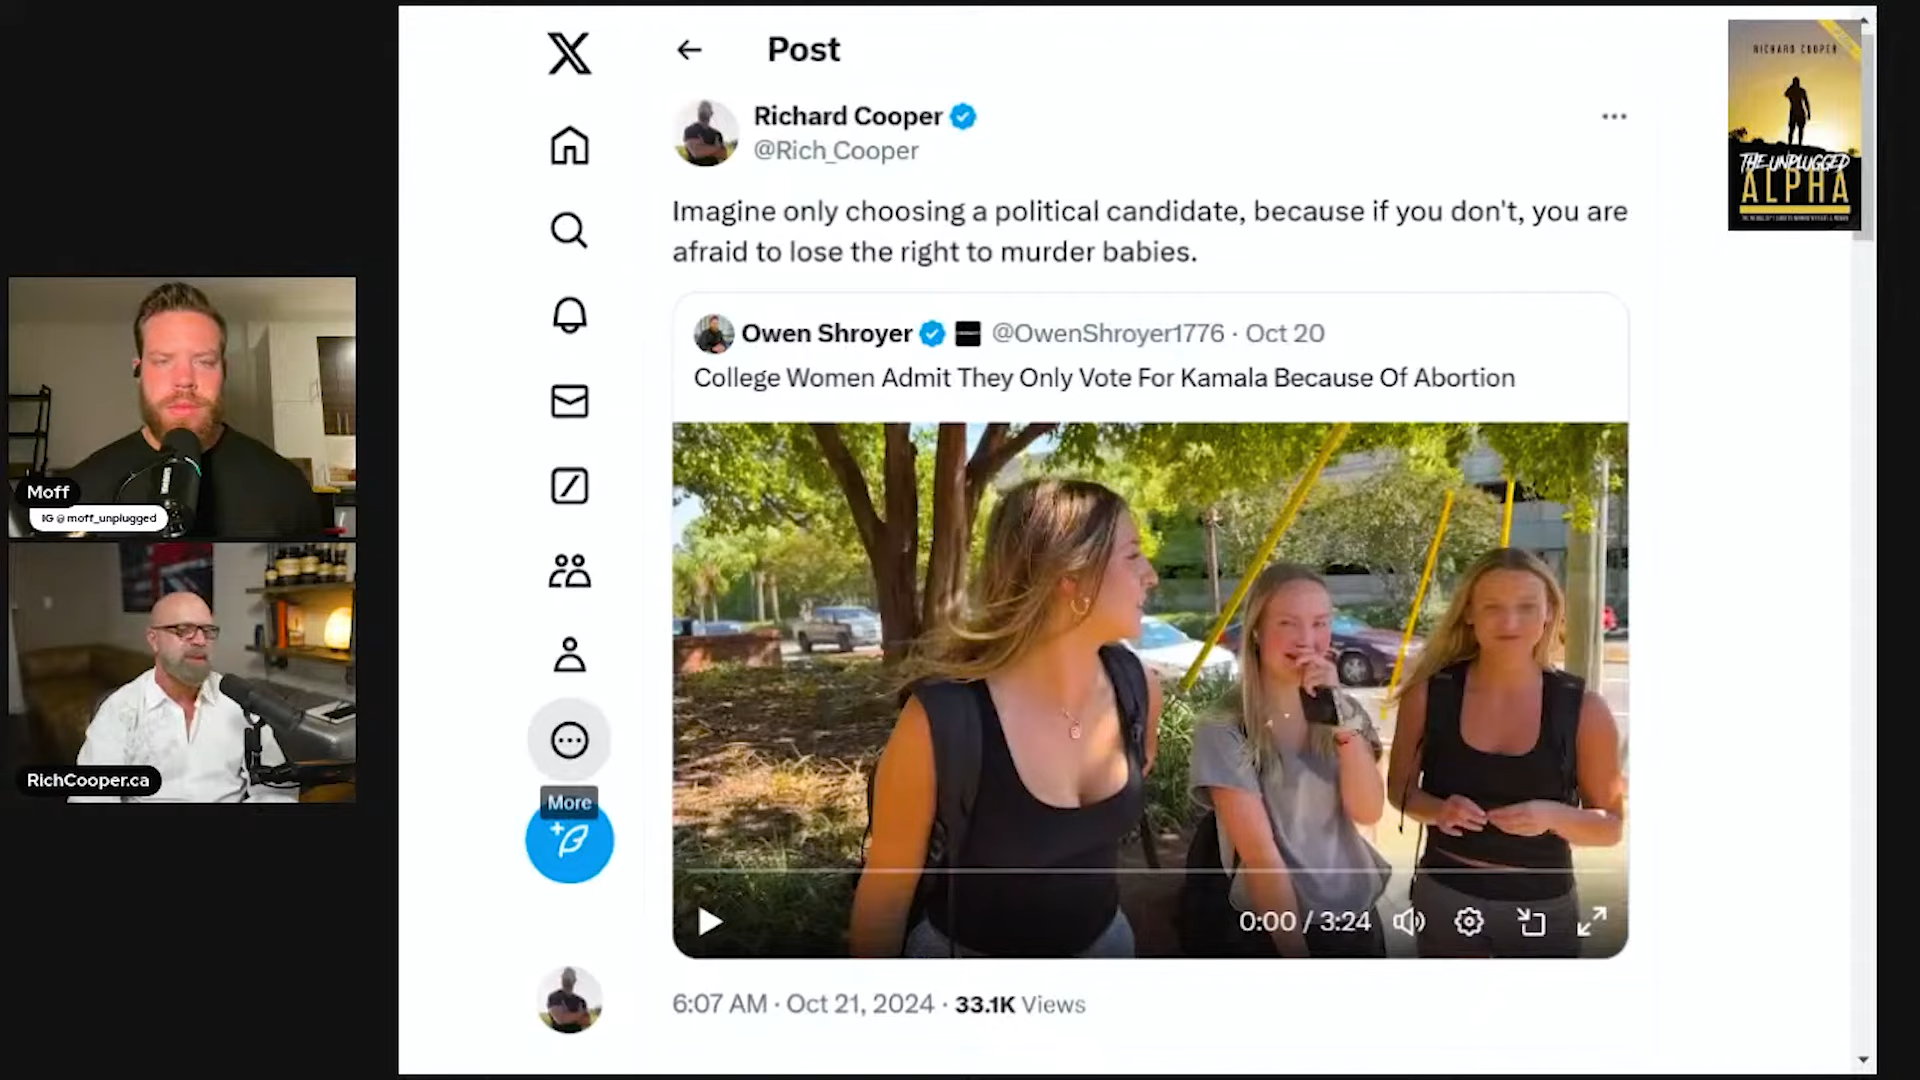 Post
Richard Cooper
@Rich_Cooper
Imagine only choosing a political candidate, because if you don't, you are
afraid to lose the right to murder babies.
Owen Shroyer @OwenShroyer1776 · Oct 20
College Women Admit They Only Vote For Kamala Because Of Abortion
0:00 / 3:24
6:07 AM · Oct 21, 2024 · 33.1K Views
More
Moff
IG @ moff_unplugged
RichCooper.ca
RICHARD COOPER
THE UNPLUGGED
ALPHA